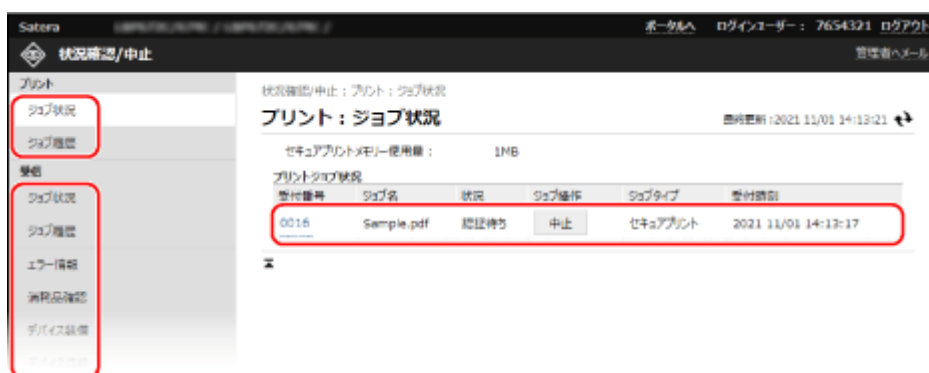 Satera
ポータルへ ログインユーザー： 7654321 ログアウト
状況確認/中止 管理者へメール
プリント
ジョブ状況
ジョブ履歴
受信
ジョブ状況
ジョブ履歴
エラー情報
消耗品確認
デバイス装備
状況確認/中止 : プリント : ジョブ状況
プリント : ジョブ状況
最終更新 :2021 11/01 14:13:21
セキュアプリントメモリー使用量 : 1MB
プリントジョブ状況
受付番号 ジョブ名 状況 ジョブ操作 ジョブタイプ 受付時刻
0016 Sample.pdf 認証待ち 中止 セキュアプリント 2021 11/01 14:13:17